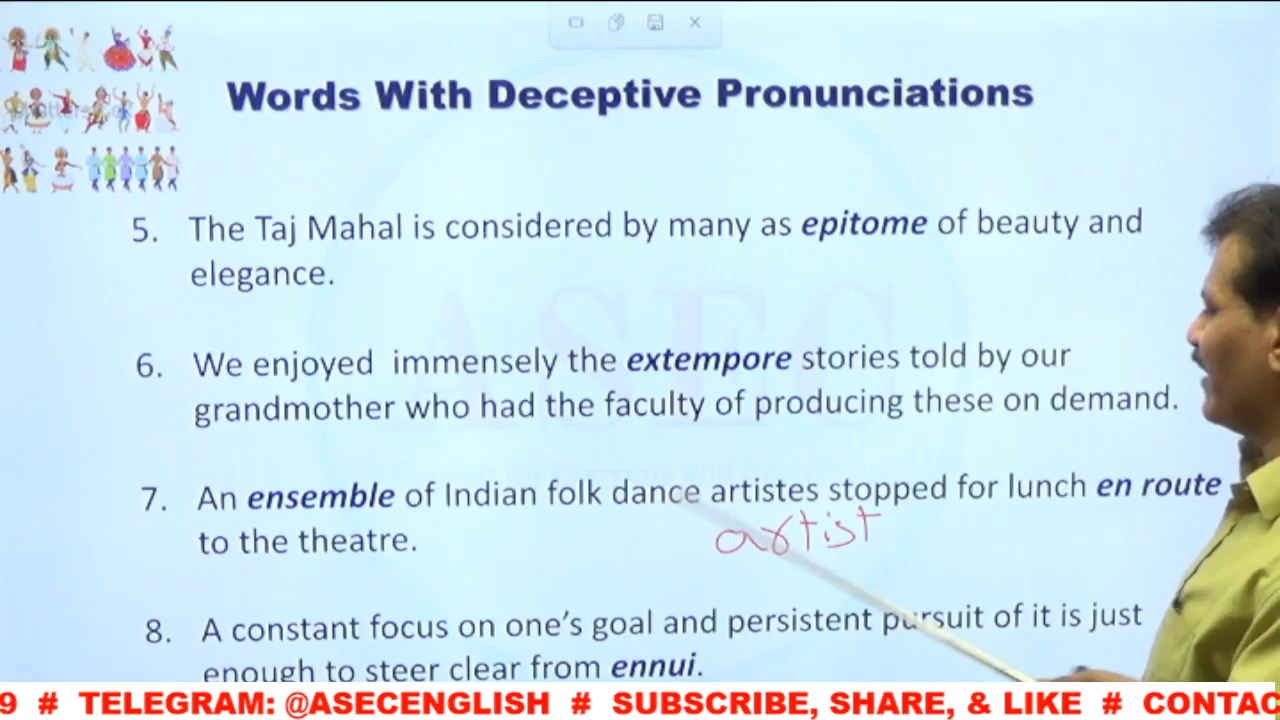 Words With Deceptive Pronunciations
5. The Taj Mahal is considered by many as epitome of beauty and
elegance.
6. We enjoyed immensely the extempore stories told by our
grandmother who had the faculty of producing these on demand.
7. An ensemble of Indian folk dance artistes stopped for lunch en route
to the theatre.
artist
8. A constant focus on one's goal and persistent pursuit of it is just
enough to steer clear from ennui.
ASEC
9 # TELEGRAM: @ASECENGLISH # SUBSCRIBE, SHARE, & LIKE # CONTAC